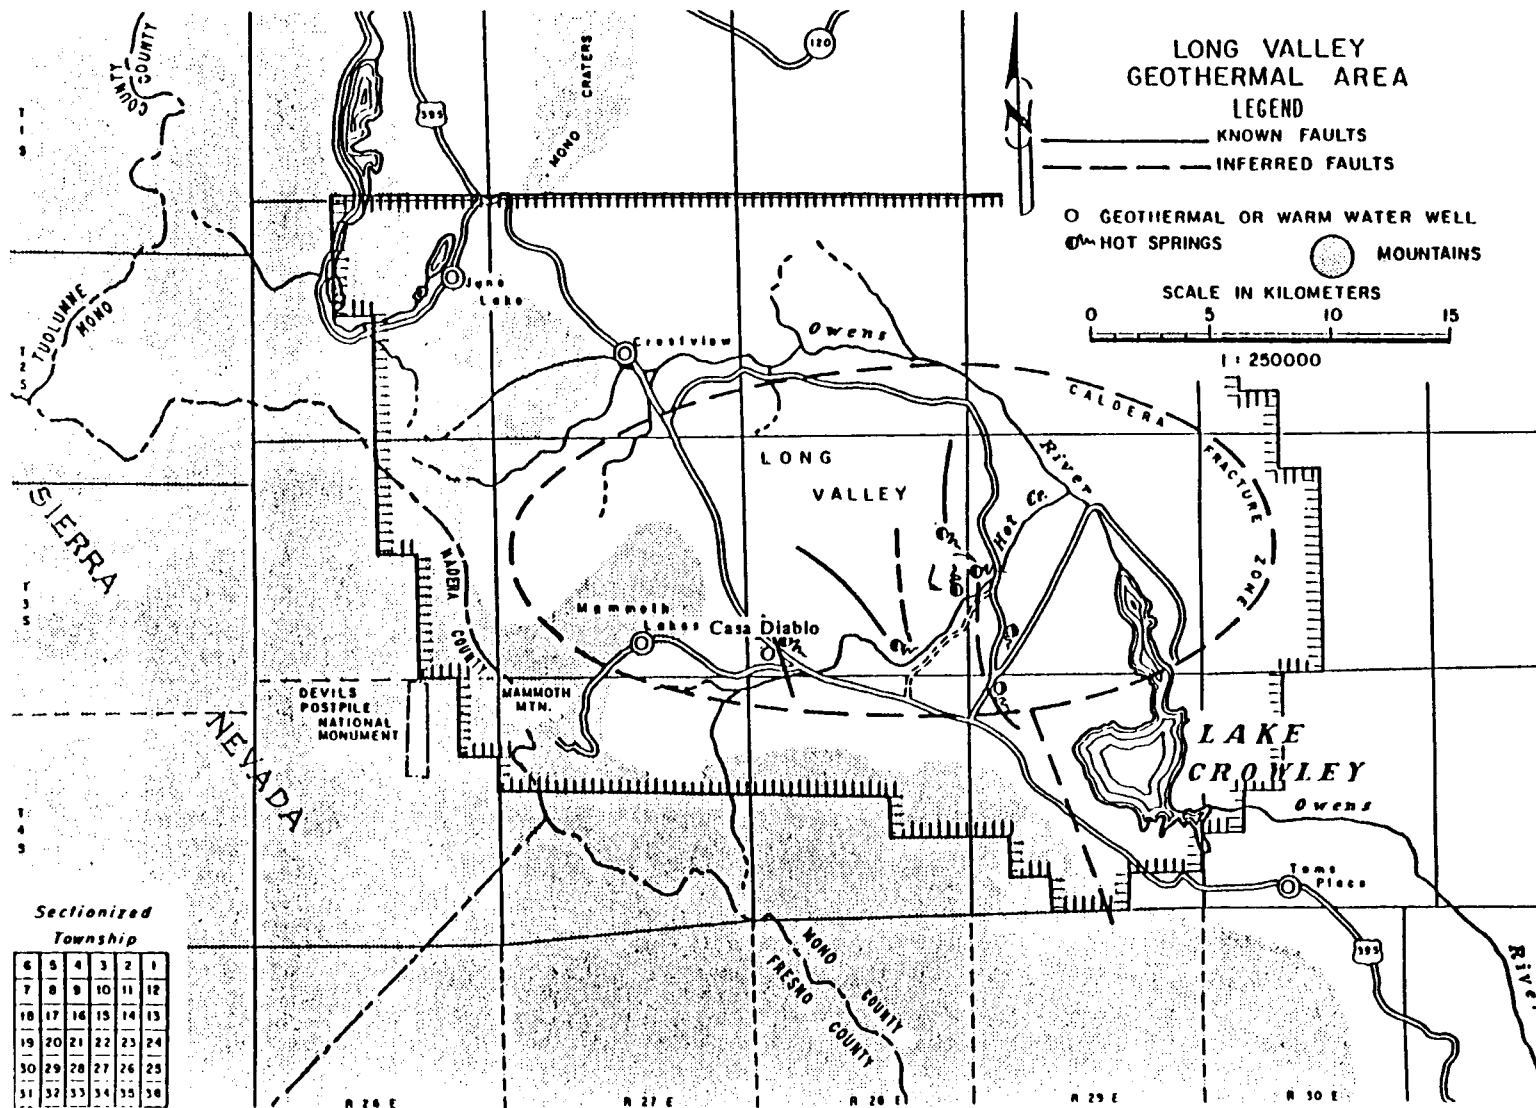 LONG VALLEY
GEOTHERMAL AREA
LEGEND
KNOWN FAULTS
INFERRED FAULTS
GEOTHERMAL OR WARM WATER WELL
HOT SPRINGS
MOUNTAINS
SCALE IN KILOMETERS
0 5 10 15
1 : 250000
COUNTY
COUNTY
395
120
MONO CRATERS
T 1 S
T 2 S
T 3 S
T 4 S
TUOLUMNE
MONO
June
Lake
Crestview
Owens
River
CALDERA
FRACTURE
ZONE
LONG
VALLEY
Hot Cr.
SIERRA
NEVADA
MADERA
COUNTY
Mammoth
Lakes
Casa Diablo
DEVILS
POSTPILE
NATIONAL
MONUMENT
MAMMOTH
MTN.
LAKE
CROWLEY
Owens
River
Toms
Place
395
MONO COUNTY
FRESNO COUNTY
Sectionized
Township
6 5 4 3 2 1
7 8 9 10 11 12
18 17 16 15 14 13
19 20 21 22 23 24
30 29 28 27 26 25
31 32 33 34 35 36
R 26 E
R 27 E
R 28 E
R 29 E
R 30 E